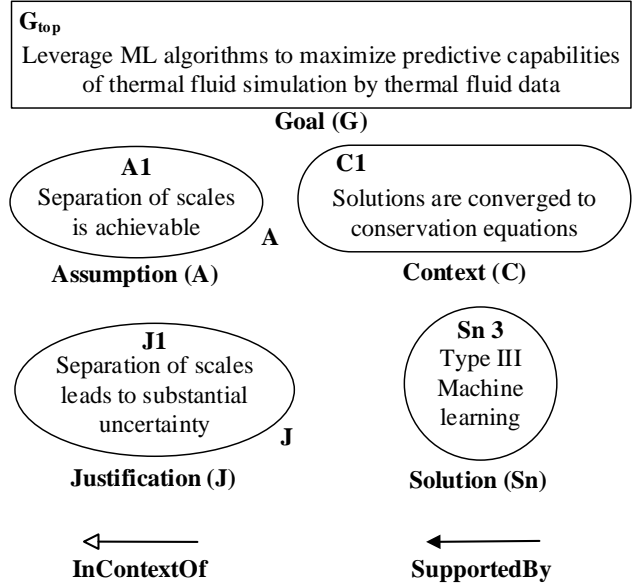 G_top
Leverage ML algorithms to maximize predictive capabilities
of thermal fluid simulation by thermal fluid data
Goal (G)
A1
Separation of scales
is achievable
A
Assumption (A)
C1
Solutions are converged to
conservation equations
Context (C)
J1
Separation of scales
leads to substantial
uncertainty
J
Justification (J)
Sn 3
Type III
Machine
learning
Solution (Sn)
InContextOf
SupportedBy